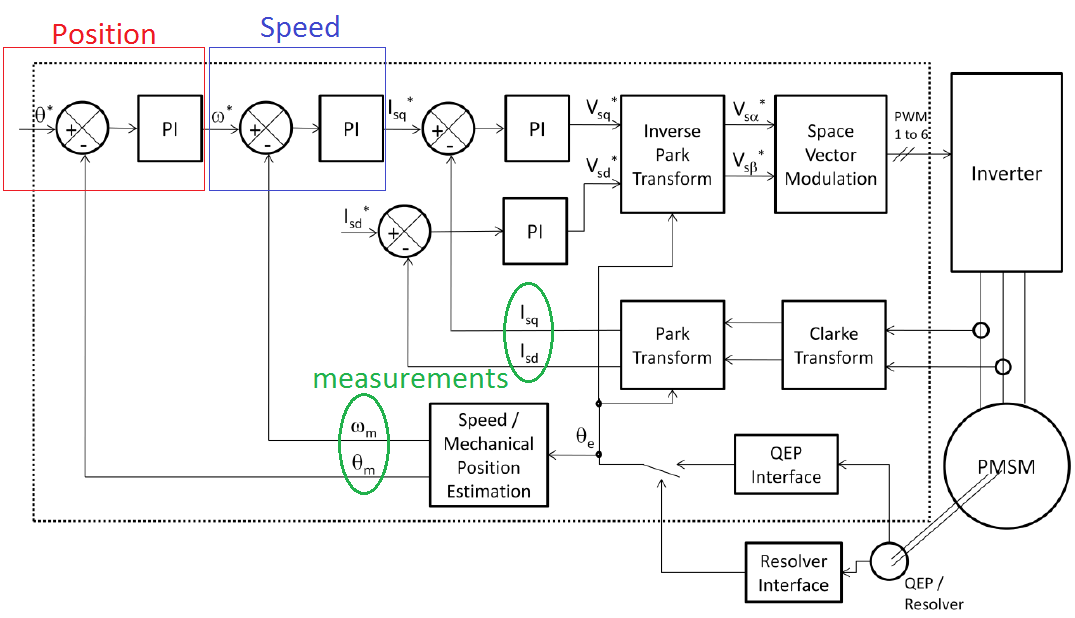 Position
Speed
θ*
+
-
PI
ω*
+
-
PI
Isq*
+
-
PI
Vsq*
Vsd*
Inverse
Park
Transform
Vsα*
Vsβ*
Space
Vector
Modulation
PWM
1 to 6
Inverter
Isd*
+
-
PI
Isq
Isd
Park
Transform
Clarke
Transform
measurements
ωm
θm
Speed /
Mechanical
Position
Estimation
θe
QEP
Interface
PMSM
Resolver
Interface
QEP /
Resolver